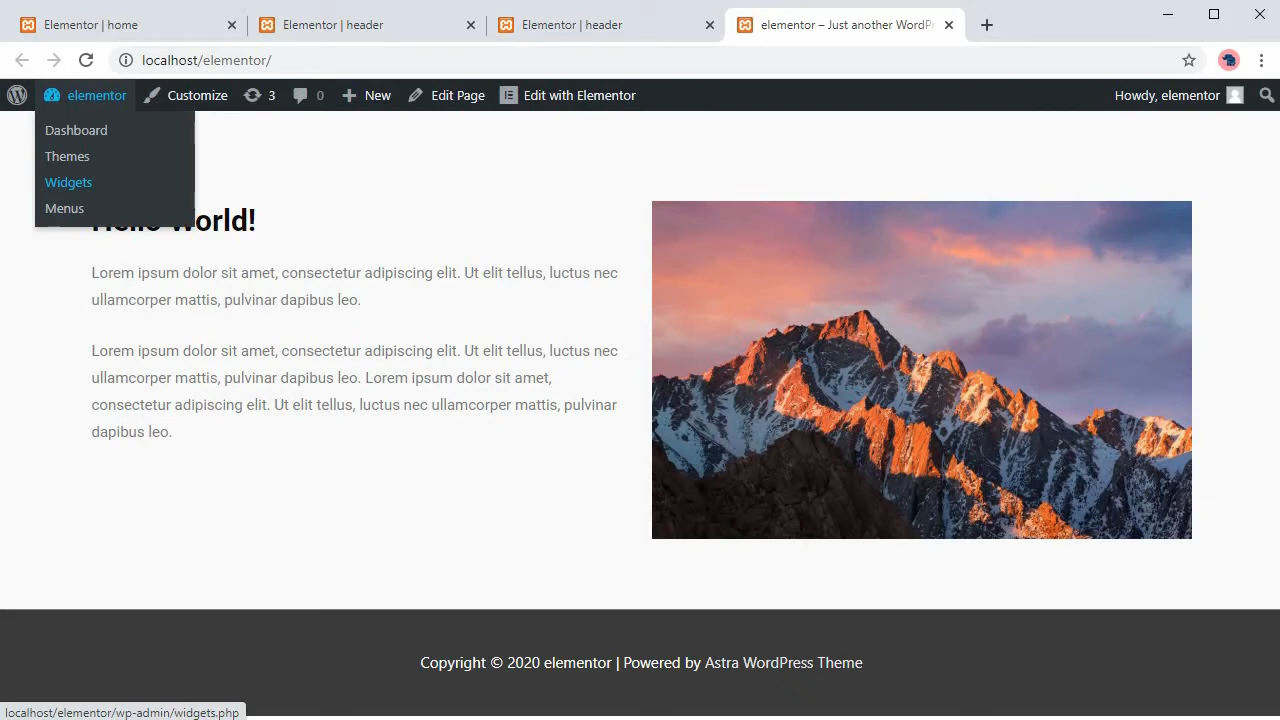 Elementor | home
Elementor | header
Elementor | header
elementor – Just another WordPr
localhost/elementor/
elementor
Customize
3
0
New
Edit Page
Edit with Elementor
Howdy, elementor
Dashboard
Themes
Widgets
Menus
Hello World!
Lorem ipsum dolor sit amet, consectetur adipiscing elit. Ut elit tellus, luctus nec
ullamcorper mattis, pulvinar dapibus leo.
Lorem ipsum dolor sit amet, consectetur adipiscing elit. Ut elit tellus, luctus nec
ullamcorper mattis, pulvinar dapibus leo. Lorem ipsum dolor sit amet,
consectetur adipiscing elit. Ut elit tellus, luctus nec ullamcorper mattis, pulvinar
dapibus leo.
Copyright © 2020 elementor | Powered by Astra WordPress Theme
localhost/elementor/wp-admin/widgets.php